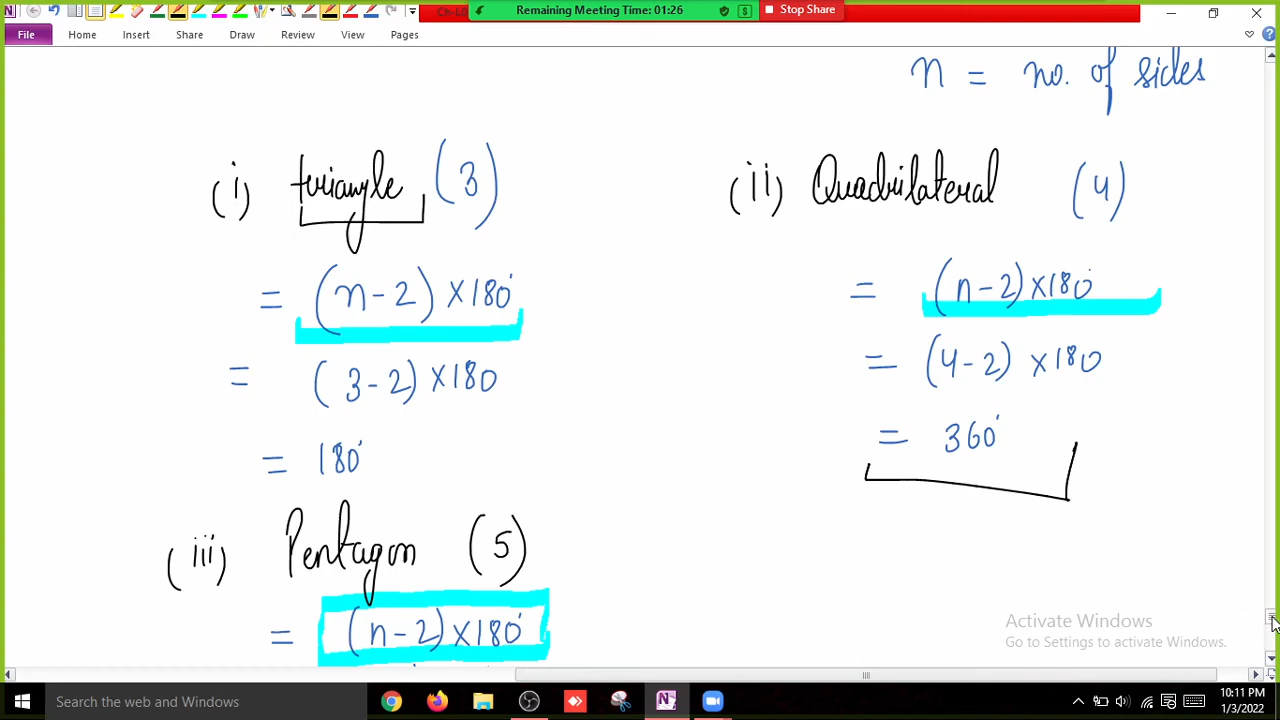 Remaining Meeting Time: 01:26
Stop Share
File Home Insert Share Draw Review View Pages
n = no. of sides
(i) triangle (3)
= (n-2) ×180°
= (3-2) ×180
= 180°
(ii) Quadrilateral (4)
= (n-2)×180°
= (4-2) ×180
= 360°
(iii) Pentagon (5)
= (n-2)×180°
Activate Windows
Go to Settings to activate Windows.
Search the web and Windows
10:11 PM
1/3/2022